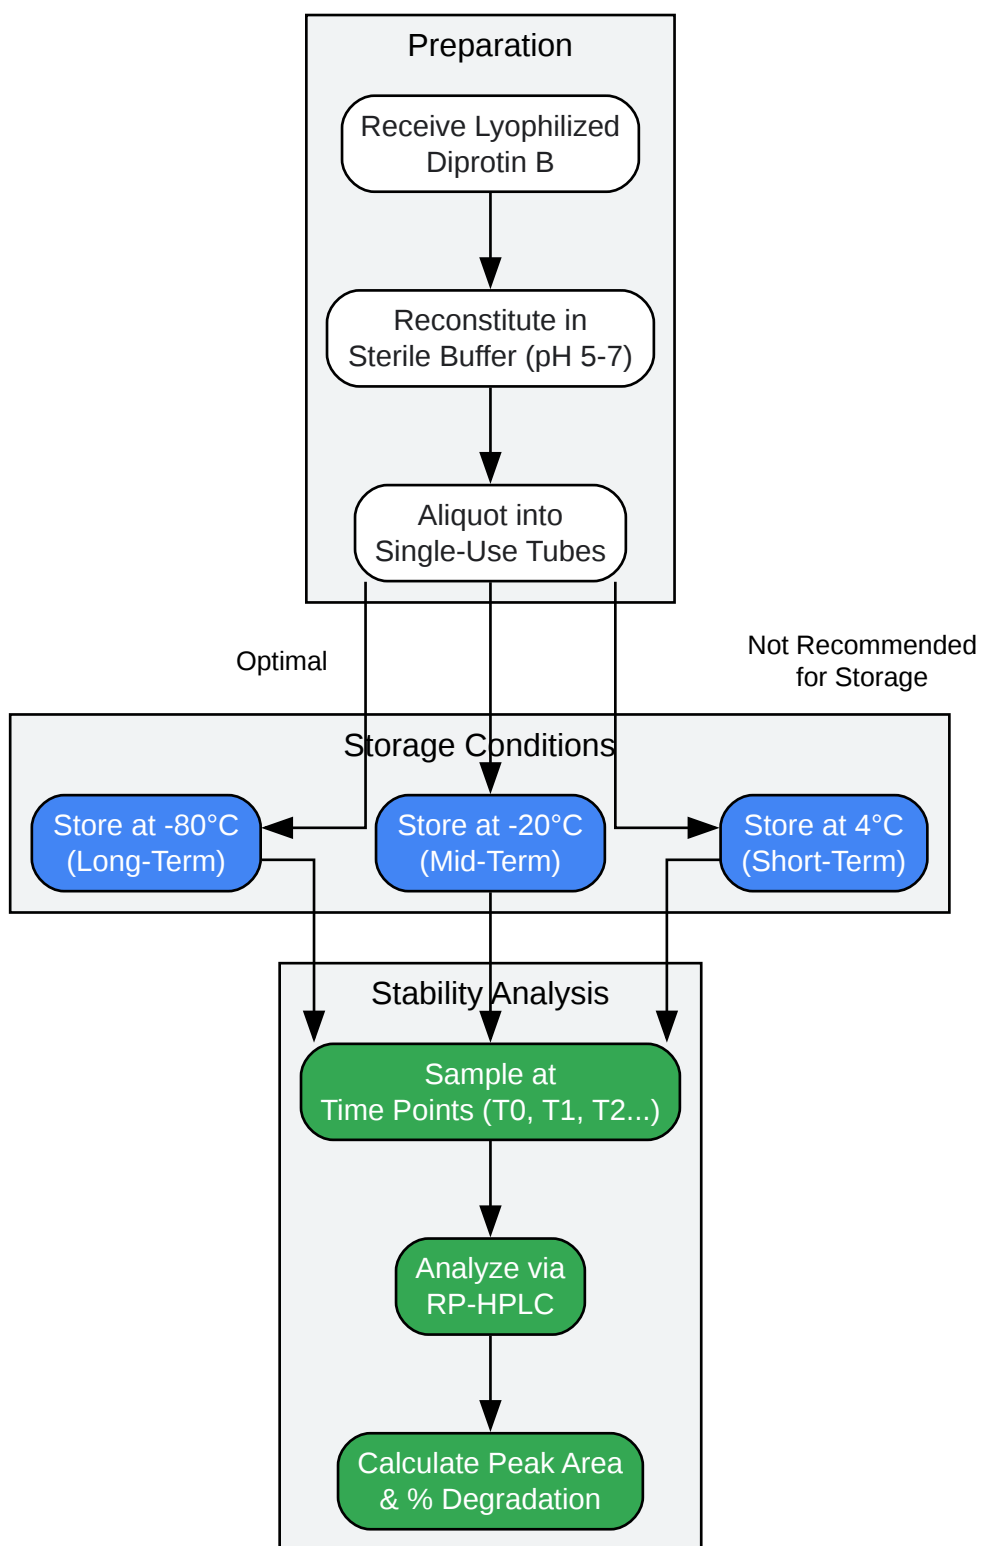 Preparation
Receive Lyophilized
Diprotin B
Reconstitute in
Sterile Buffer (pH 5-7)
Aliquot into
Single-Use Tubes
Optimal
Not Recommended
for Storage
Storage Conditions
Store at -80°C
(Long-Term)
Store at -20°C
(Mid-Term)
Store at 4°C
(Short-Term)
Stability Analysis
Sample at
Time Points (T0, T1, T2...)
Analyze via
RP-HPLC
Calculate Peak Area
& % Degradation